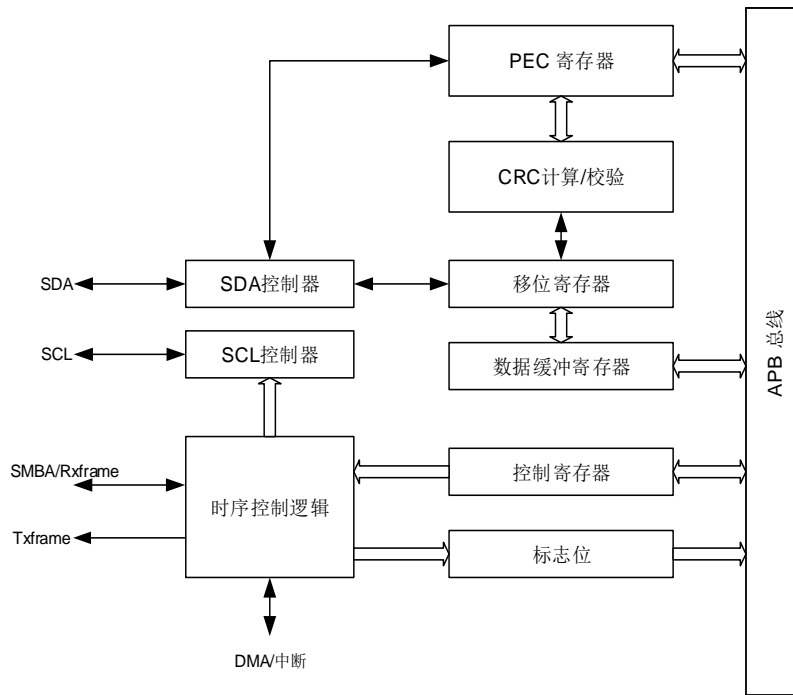 PEC 寄存器
CRC计算/校验
SDA
SDA控制器
移位寄存器
SCL
SCL控制器
数据缓冲寄存器
APB 总线
SMBA/Rxframe
时序控制逻辑
控制寄存器
Txframe
标志位
DMA/中断